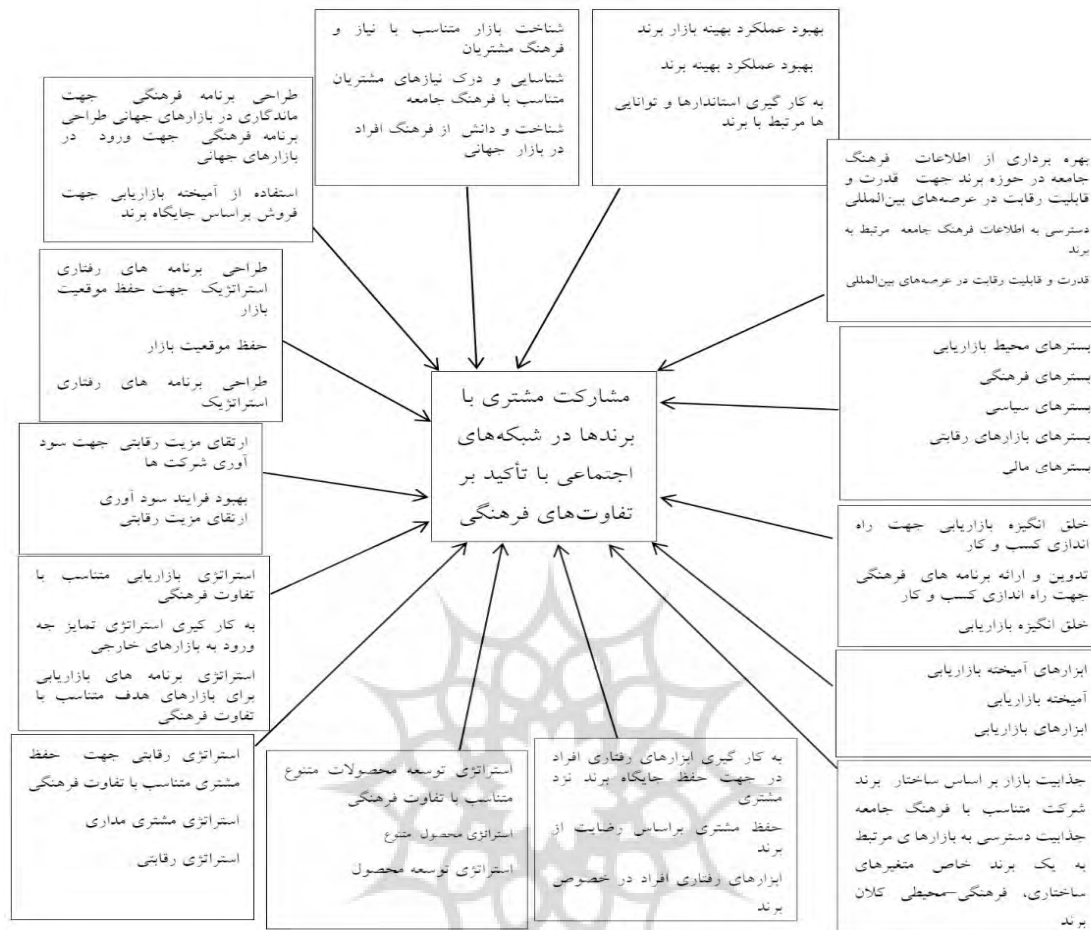 بهبود عملکرد بهینه بازار برند
بهبود عملکرد بهینه برند
به کار گیری استاندارها و توانایی
ها مرتبط با برند
شناخت بازار متناسب با نیاز و
فرهنگ مشتریان
شناسایی و درک نیازهای مشتریان
متناسب با فرهنگ جامعه
شناخت و دانش از فرهنگ افراد
در بازار جهانی
طراحی برنامه فرهنگی جهت
ماندگاری در بازارهای جهانی طراحی
برنامه فرهنگی جهت ورود در
بازارهای جهانی
استفاده از آمیخته بازاریابی جهت
فروش براساس جایگاه برند
بهره برداری از اطلاعات فرهنگ
جامعه در حوزه برند جهت قدرت و
قابلیت رقابت در عرصه‌های بین‌المللی
دسترسی به اطلاعات فرهنگ جامعه مرتبط به
برند
قدرت و قابلیت رقابت در عرصه‌های بین‌المللی
طراحی برنامه های رفتاری
استراتژیک جهت حفظ موقعیت
بازار
حفظ موقعیت بازار
طراحی برنامه های رفتاری
استراتژیک
بسترهای محیط بازاریابی
بسترهای فرهنگی
بسترهای سیاسی
بسترهای بازارهای رقابتی
بسترهای مالی
مشارکت مشتری با
برندها در شبکه‌های
اجتماعی با تأکید بر
تفاوت‌های فرهنگی
ارتقای مزیت رقابتی جهت سود
آوری شرکت ها
بهبود فرایند سود آوری
ارتقای مزیت رقابتی
خلق انگیزه بازاریابی جهت راه
اندازی کسب و کار
تدوین و ارائه برنامه های فرهنگی
جهت راه اندازی کسب و کار
خلق انگیزه بازاریابی
استراتژی بازاریابی متناسب با
تفاوت فرهنگی
به کار کیری استراتژی تمایز جه
ورود به بازارهای خارجی
استراتژی برنامه های بازاریابی
برای بازارهای هدف متناسب با
تفاوت فرهنگی
ابزارهای آمیخته بازاریابی
آمیخته بازاریابی
ابزارهای بازاریابی
استراتژی رقابتی جهت حفظ
مشتری متناسب با تفاوت فرهنگی
استراتژی مشتری مداری
استراتژی رقابتی
استراتژی توسعه محصولات متنوع
متناسب با تفاوت فرهنگی
استراتژی محصول متنوع
استراتژی توسعه محصول
به کار گیری ابزارهای رفتاری افراد
در جهت حفظ جایگاه برند نزد
مشتری
حفظ مشتری براساس رضایت از
برند
ابزارهای رفتاری افراد در خصوص
برند
جذابیت بازار بر اساس ساختار برند
شرکت متناسب با فرهنگ جامعه
جذابیت دسترسی به بازارها ی مرتبط
به یک برند خاص متغیرهای
ساختاری، فرهنگی–محیطی کلان
برند